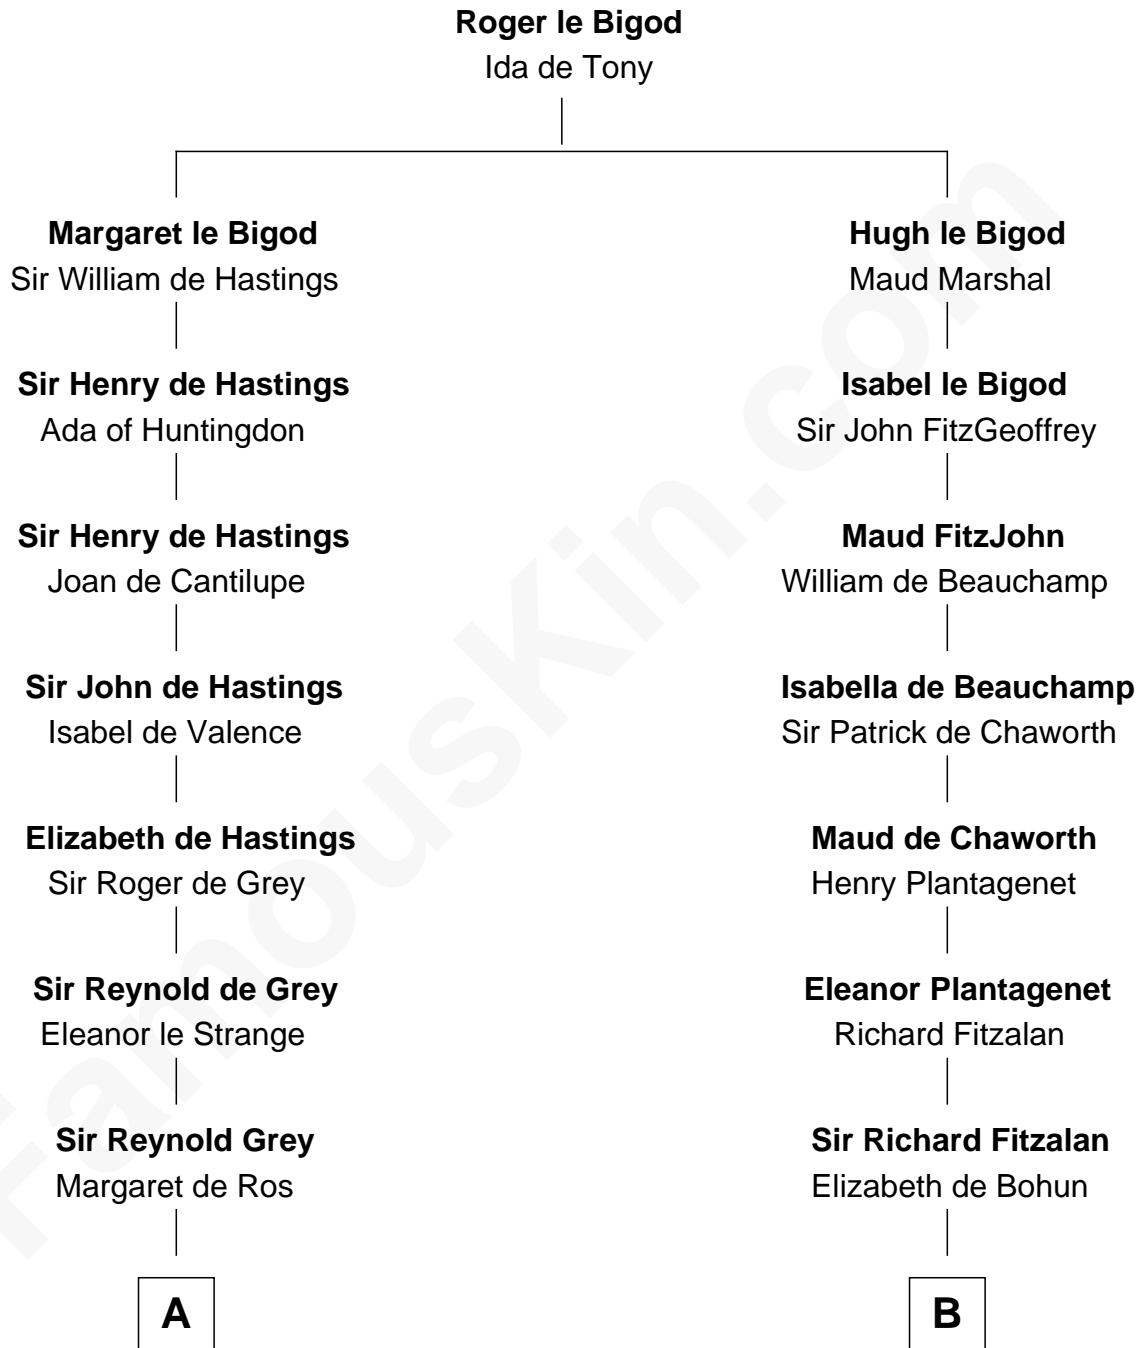 Roger le Bigod
Ida de Tony
Margaret le Bigod
Sir William de Hastings
Hugh le Bigod
Maud Marshal
Sir Henry de Hastings
Ada of Huntingdon
Isabel le Bigod
Sir John FitzGeoffrey
Sir Henry de Hastings
Joan de Cantilupe
Maud FitzJohn
William de Beauchamp
Sir John de Hastings
Isabel de Valence
Isabella de Beauchamp
Sir Patrick de Chaworth
Elizabeth de Hastings
Sir Roger de Grey
Maud de Chaworth
Henry Plantagenet
Sir Reynold de Grey
Eleanor le Strange
Eleanor Plantagenet
Richard Fitzalan
Sir Reynold Grey
Margaret de Ros
Sir Richard Fitzalan
Elizabeth de Bohun
A
B
FamousKin.com